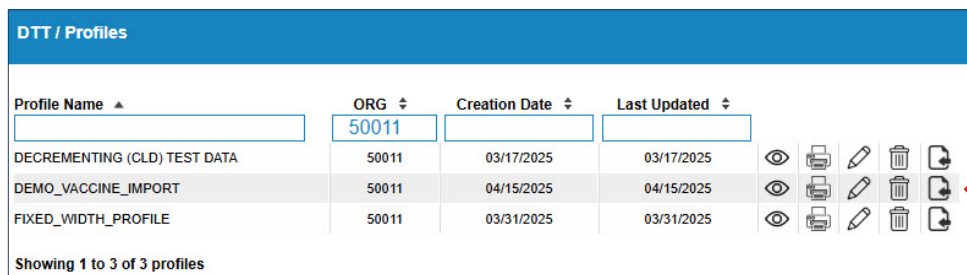 DTT / Profiles
Profile Name ORG Creation Date Last Updated
50011
DECREMENTING (CLD) TEST DATA 50011 03/17/2025 03/17/2025
DEMO_VACCINE_IMPORT 50011 04/15/2025 04/15/2025
FIXED_WIDTH_PROFILE 50011 03/31/2025 03/31/2025
Showing 1 to 3 of 3 profiles